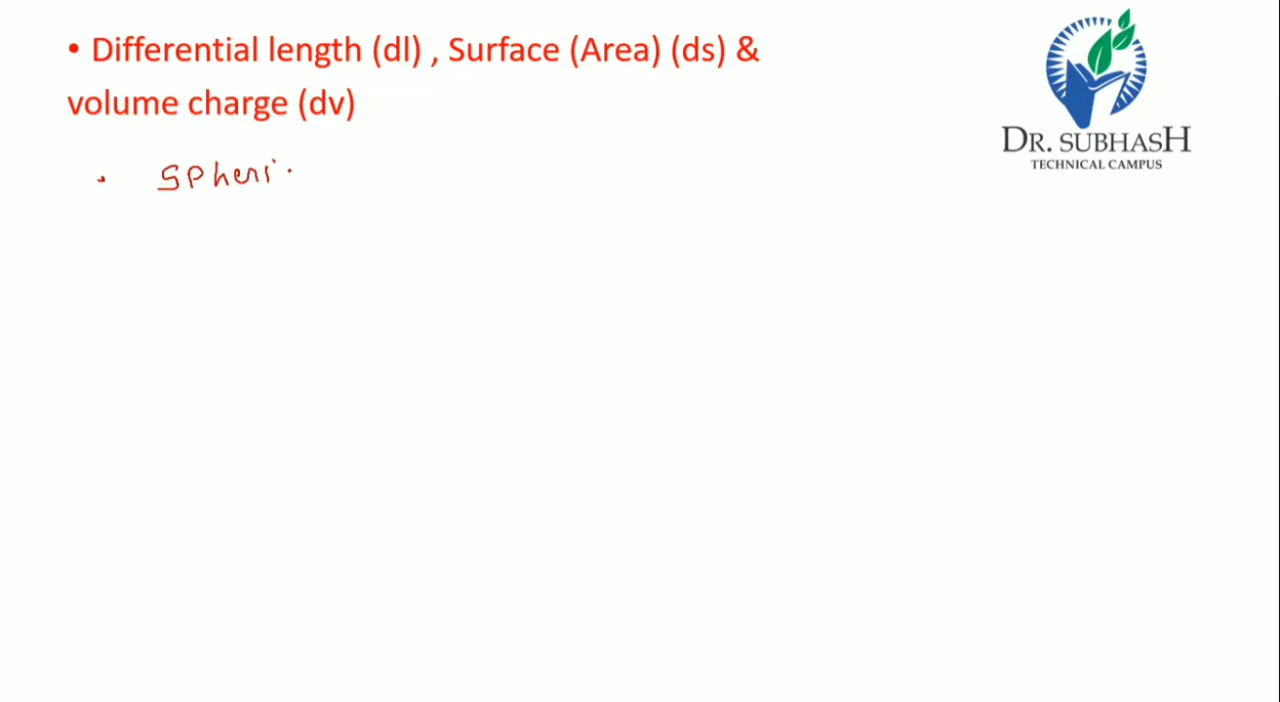 • Differential length (dl) , Surface (Area) (ds) &
volume charge (dv)
DR. SUBHASH
TECHNICAL CAMPUS
• Spheri